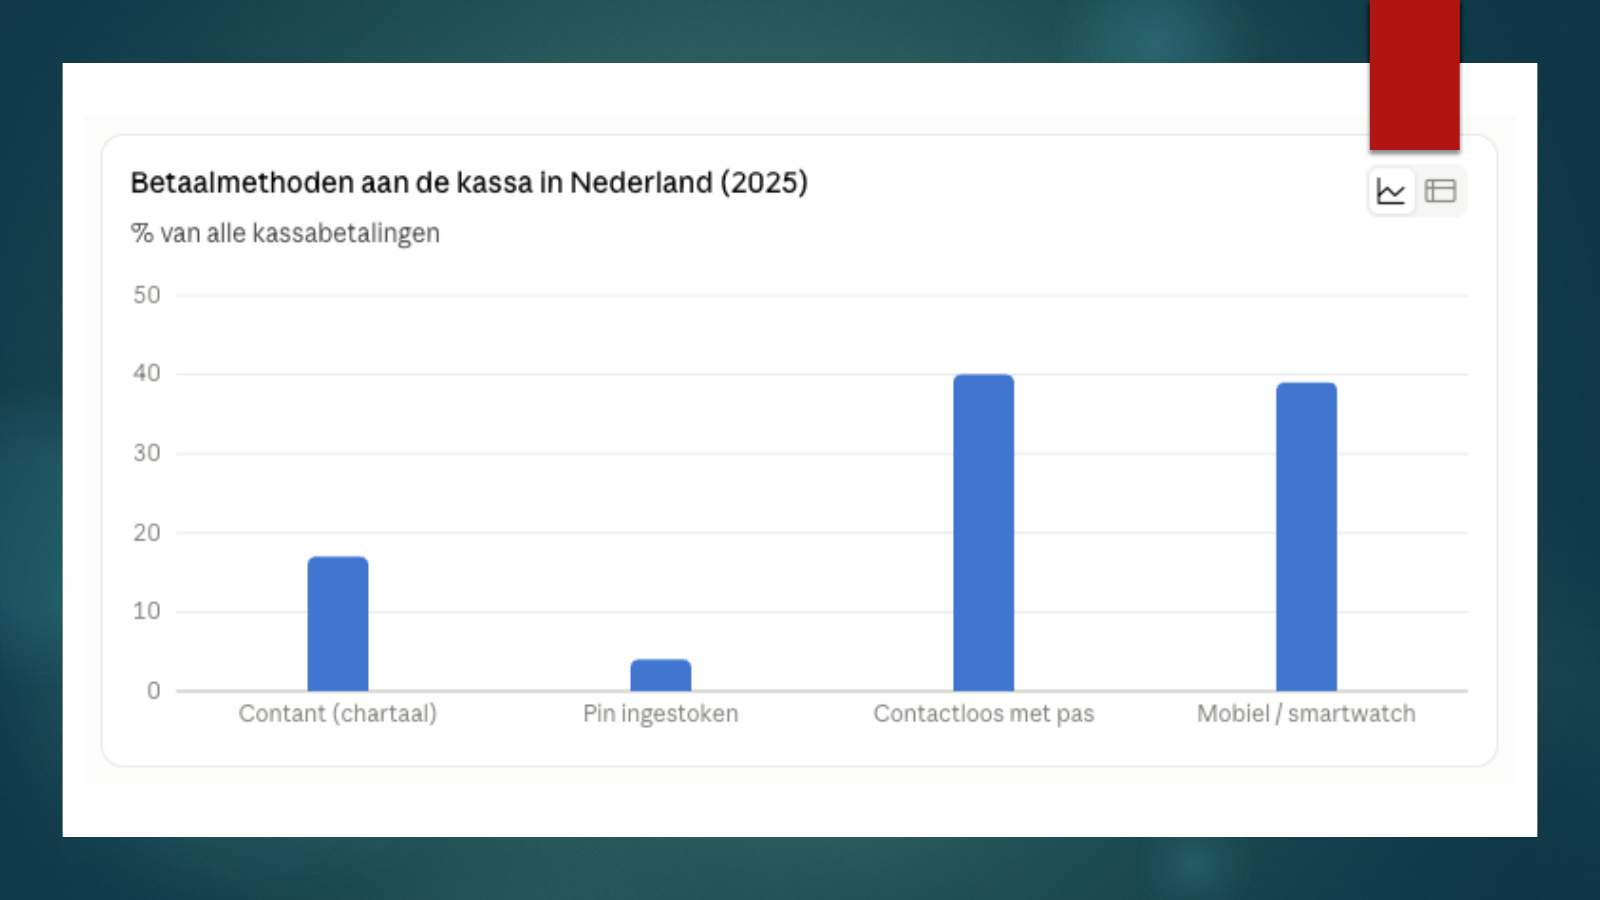 Betaalmethoden aan de kassa in Nederland (2025)
% van alle kassabetalingen
50
40
30
20
10
0
Contant (chartaal)
Pin ingestoken
Contactloos met pas
Mobiel / smartwatch